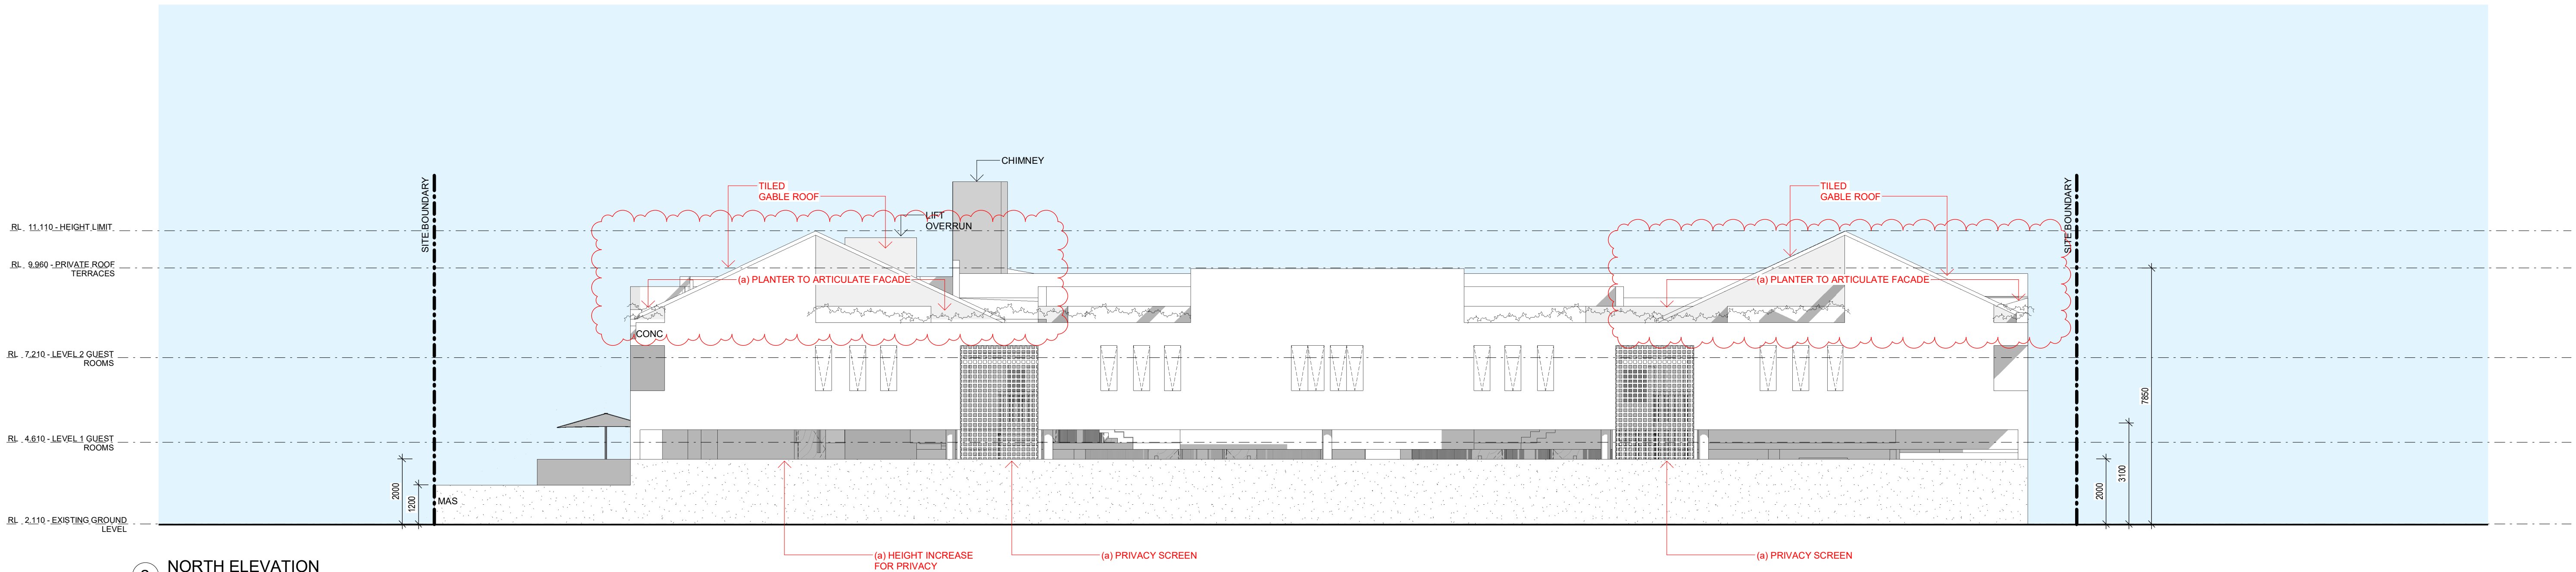 CHIMNEY
SITE BOUNDARY
TILED
GABLE ROOF
LIFT
OVERRUN
TILED
GABLE ROOF
SITE BOUNDARY
RL 11,110 - HEIGHT LIMIT
RL 9,960 - PRIVATE ROOF
TERRACES
(a) PLANTER TO ARTICULATE FACADE
(a) PLANTER TO ARTICULATE FACADE
CONC
RL 7,210 - LEVEL 2 GUEST
ROOMS
7850
RL 4,610 - LEVEL 1 GUEST
ROOMS
2000
1200
MAS
2000
3100
RL 2,110 - EXISTING GROUND
LEVEL
(a) HEIGHT INCREASE
FOR PRIVACY
(a) PRIVACY SCREEN
(a) PRIVACY SCREEN
NORTH ELEVATION